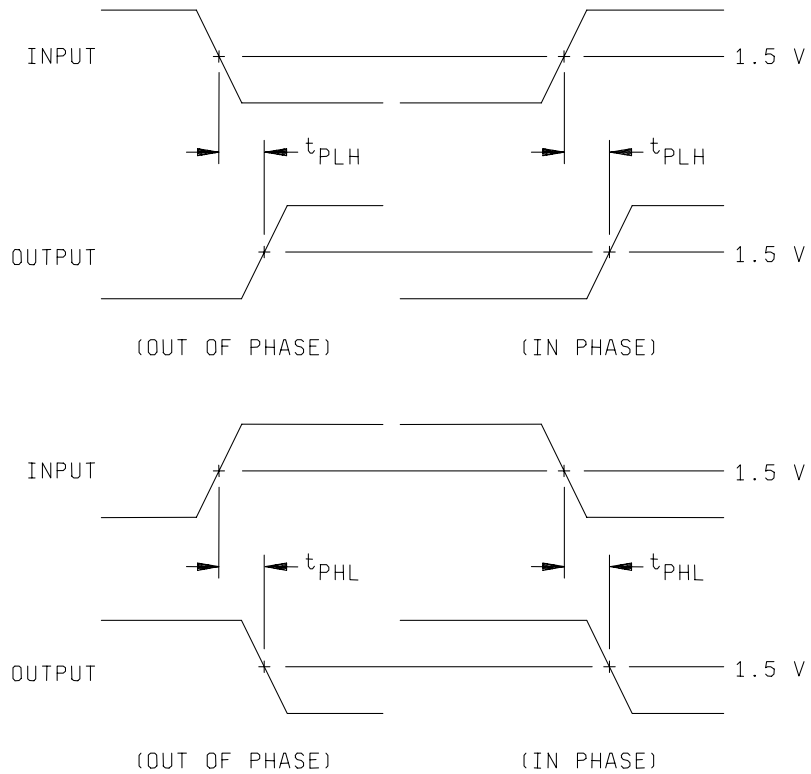 INPUT
1.5 V
tPLH
tPLH
OUTPUT
1.5 V
(OUT OF PHASE)
(IN PHASE)
INPUT
1.5 V
tPHL
tPHL
OUTPUT
1.5 V
(OUT OF PHASE)
(IN PHASE)